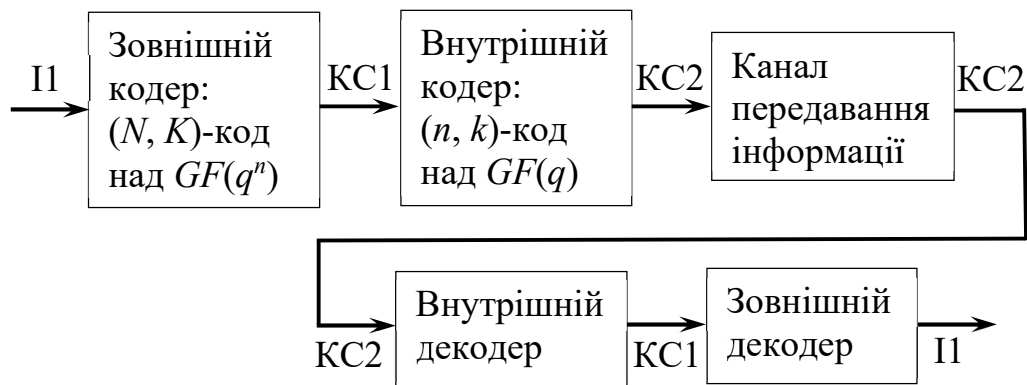 І1
Зовнішній
кодер:
(N, K)-код
над GF(qⁿ)
КС1
Внутрішній
кодер:
(n, k)-код
над GF(q)
КС2
Канал
передавання
інформації
КС2
КС2
Внутрішній
декодер
КС1
Зовнішній
декодер
І1